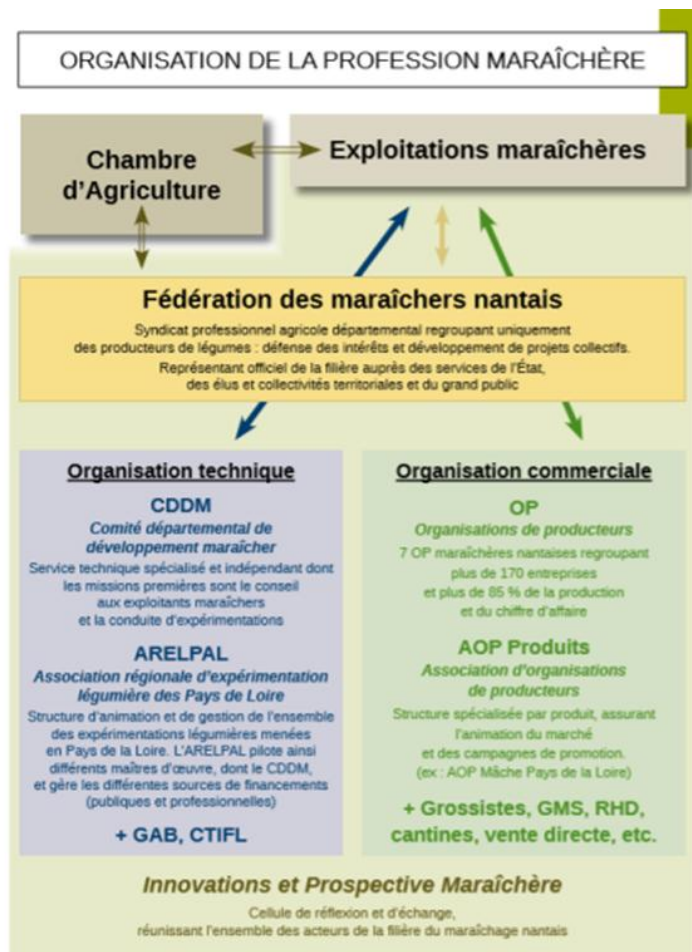 ORGANISATION DE LA PROFESSION MARAÎCHÈRE
Chambre
d'Agriculture
Exploitations maraîchères
Fédération des maraîchers nantais
Syndicat professionnel agricole départemental regroupant uniquement
des producteurs de légumes : défense des intérêts et développement de projets collectifs.
Représentant officiel de la filière auprès des services de l'État,
des élus et collectivités territoriales et du grand public
Organisation technique
CDDM
Comité départemental de
développement maraîcher
Service technique spécialisé et indépendant dont
les missions premières sont le conseil
aux exploitants maraîchers
et la conduite d'expérimentations
ARELPAL
Association régionale d'expérimentation
légumière des Pays de Loire
Structure d'animation et de gestion de l'ensemble
des expérimentations légumières menées
en Pays de la Loire. L'ARELPAL pilote ainsi
différents maîtres d'œuvre, dont le CDDM,
et gère les différentes sources de financements
(publiques et professionnelles)
+ GAB, CTIFL
Organisation commerciale
OP
Organisations de producteurs
7 OP maraîchères nantaises regroupant
plus de 170 entreprises
et plus de 85 % de la production
et du chiffre d'affaire
AOP Produits
Association d'organisations
de producteurs
Structure spécialisée par produit, assurant
l'animation du marché
et des campagnes de promotion.
(ex : AOP Mâche Pays de la Loire)
+ Grossistes, GMS, RHD,
cantines, vente directe, etc.
Innovations et Prospective Maraîchère
Cellule de réflexion et d'échange,
réunissant l'ensemble des acteurs de la filière du maraîchage nantais